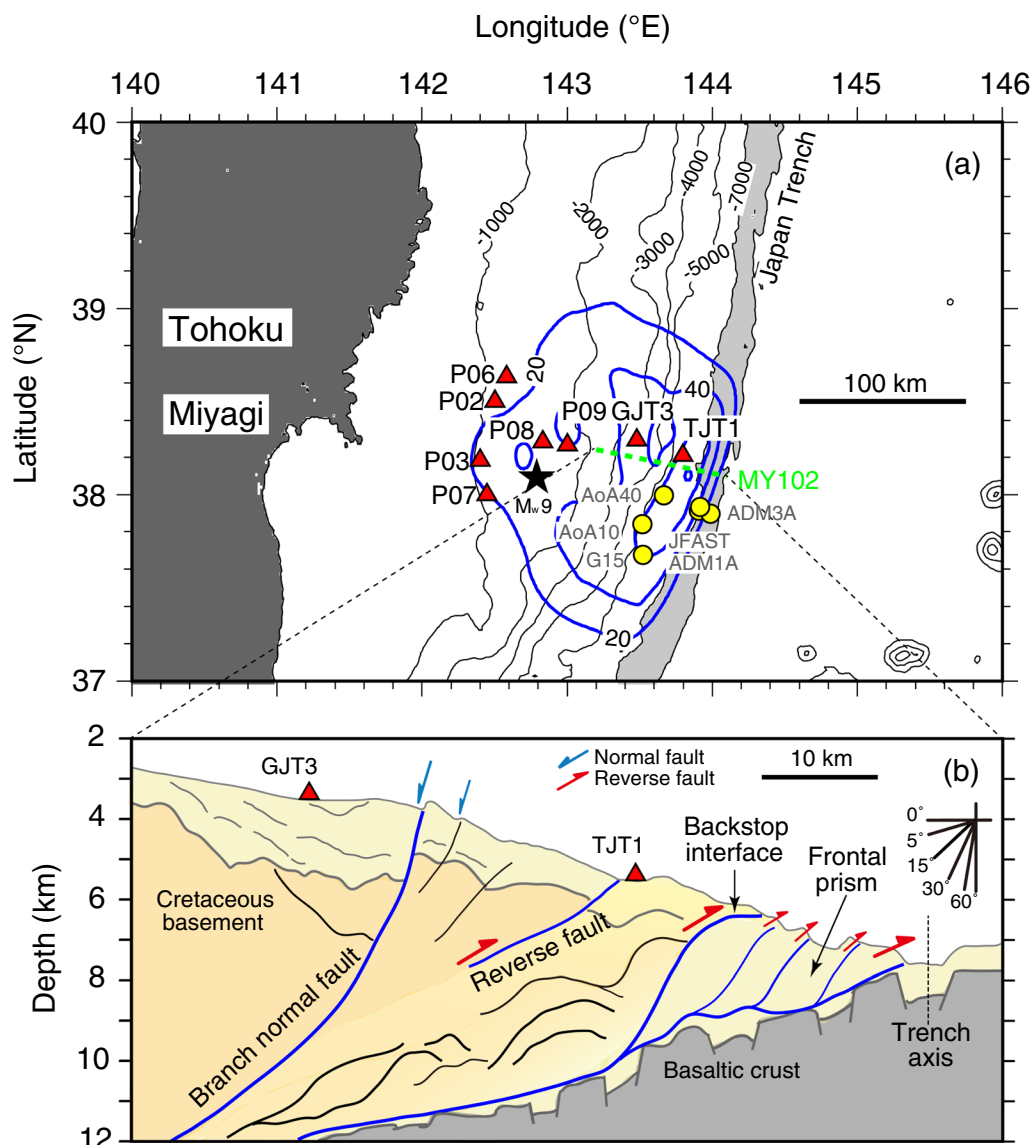 Longitude (°E)
140 141 142 143 144 145 146
40
(a)
-4000
-7000
-1000
-2000
-3000
-5000
Japan Trench
39
Latitude (°N)
Tohoku
Miyagi
100 km
20
40
P06
P02
P09
GJT3
P08
TJT1
P03
P07
Mw9
MY102
38
AoA40
ADM3A
AoA10
JFAST
G15
ADM1A
20
37
2
Normal fault
Reverse fault
10 km
(b)
GJT3
0°
5°
15°
30°
60°
4
TJT1
Backstop
interface
Frontal
prism
6
Depth (km)
Cretaceous
basement
Branch normal fault
Reverse fault
8
Trench
axis
10
Basaltic crust
12